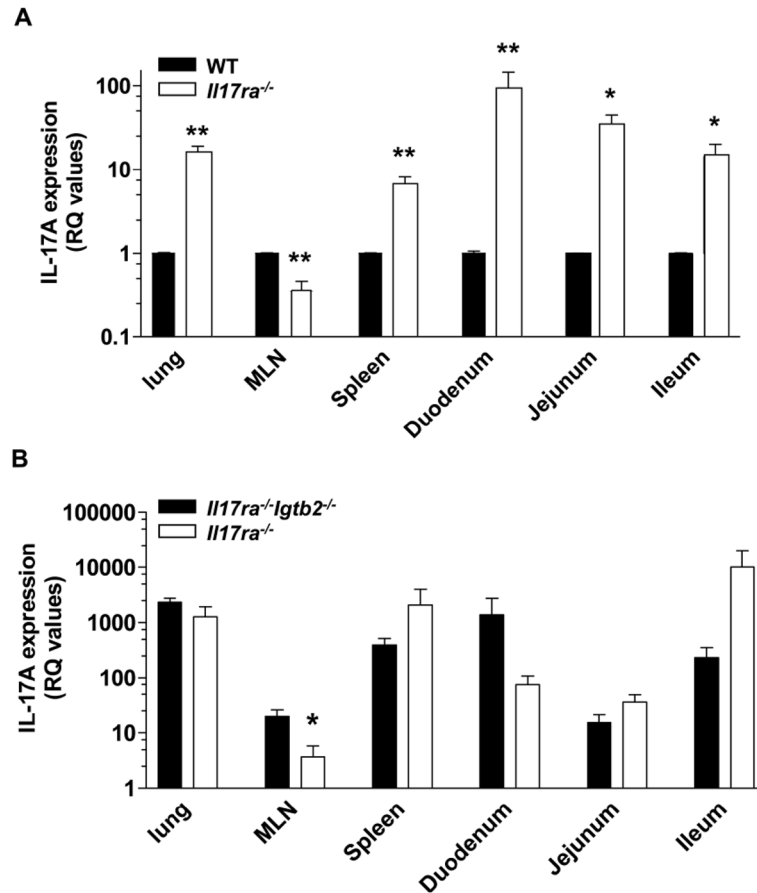 A
WT
Il17ra-/-
IL-17A expression
(RQ values)
100
10
1
0.1
**
**
**
**
*
*
lung
MLN
Spleen
Duodenum
Jejunum
Ileum
B
Il17ra-/-Igtb2-/-
Il17ra-/-
IL-17A expression
(RQ values)
100000
10000
1000
100
10
1
*
lung
MLN
Spleen
Duodenum
Jejunum
Ileum